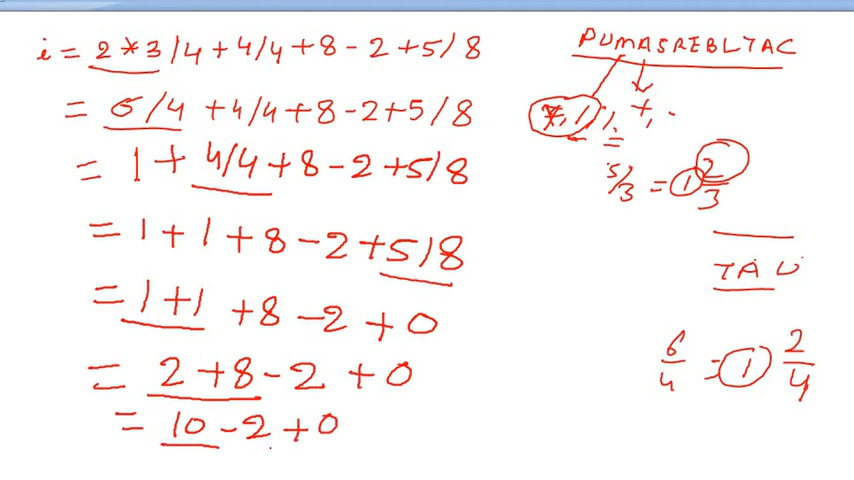 i = 2 * 3 / 4 + 4 / 4 + 8 - 2 + 5 / 8
= 6 / 4 + 4 / 4 + 8 - 2 + 5 / 8
= 1 + 4 / 4 + 8 - 2 + 5 / 8
= 1 + 1 + 8 - 2 + 5 / 8
= 1 + 1 + 8 - 2 + 0
= 2 + 8 - 2 + 0
= 10 - 2 + 0
PUMASREBLTAC
*, /, % +, -
5/3 = 1 2/3
TA
6/4 = 1 2/4